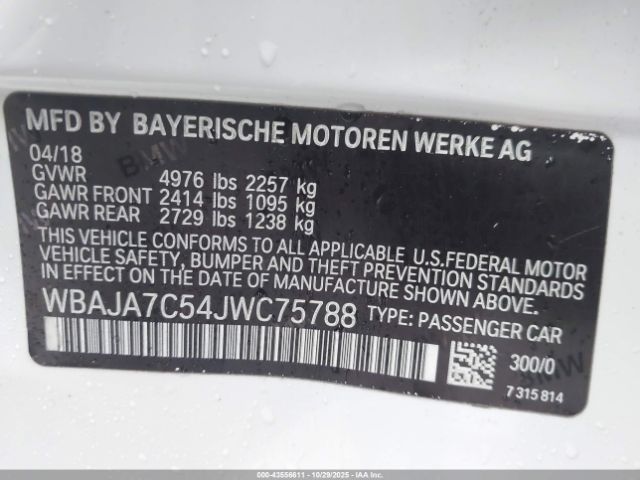 MFD BY BAYERISCHE MOTOREN WERKE AG
04/18
GVWR 4976 lbs 2257 kg
GAWR FRONT 2414 lbs 1095 kg
GAWR REAR 2729 lbs 1238 kg
THIS VEHICLE CONFORMS TO ALL APPLICABLE U.S.FEDERAL MOTOR
VEHICLE SAFETY, BUMPER AND THEFT PREVENTION STANDARDS
IN EFFECT ON THE DATE OF MANUFACTURE SHOWN ABOVE.
WBAJA7C54JWC75788 TYPE: PASSENGER CAR
300/0
7 315 814
000-43556611 - 10/29/2025 - IAAI.COM